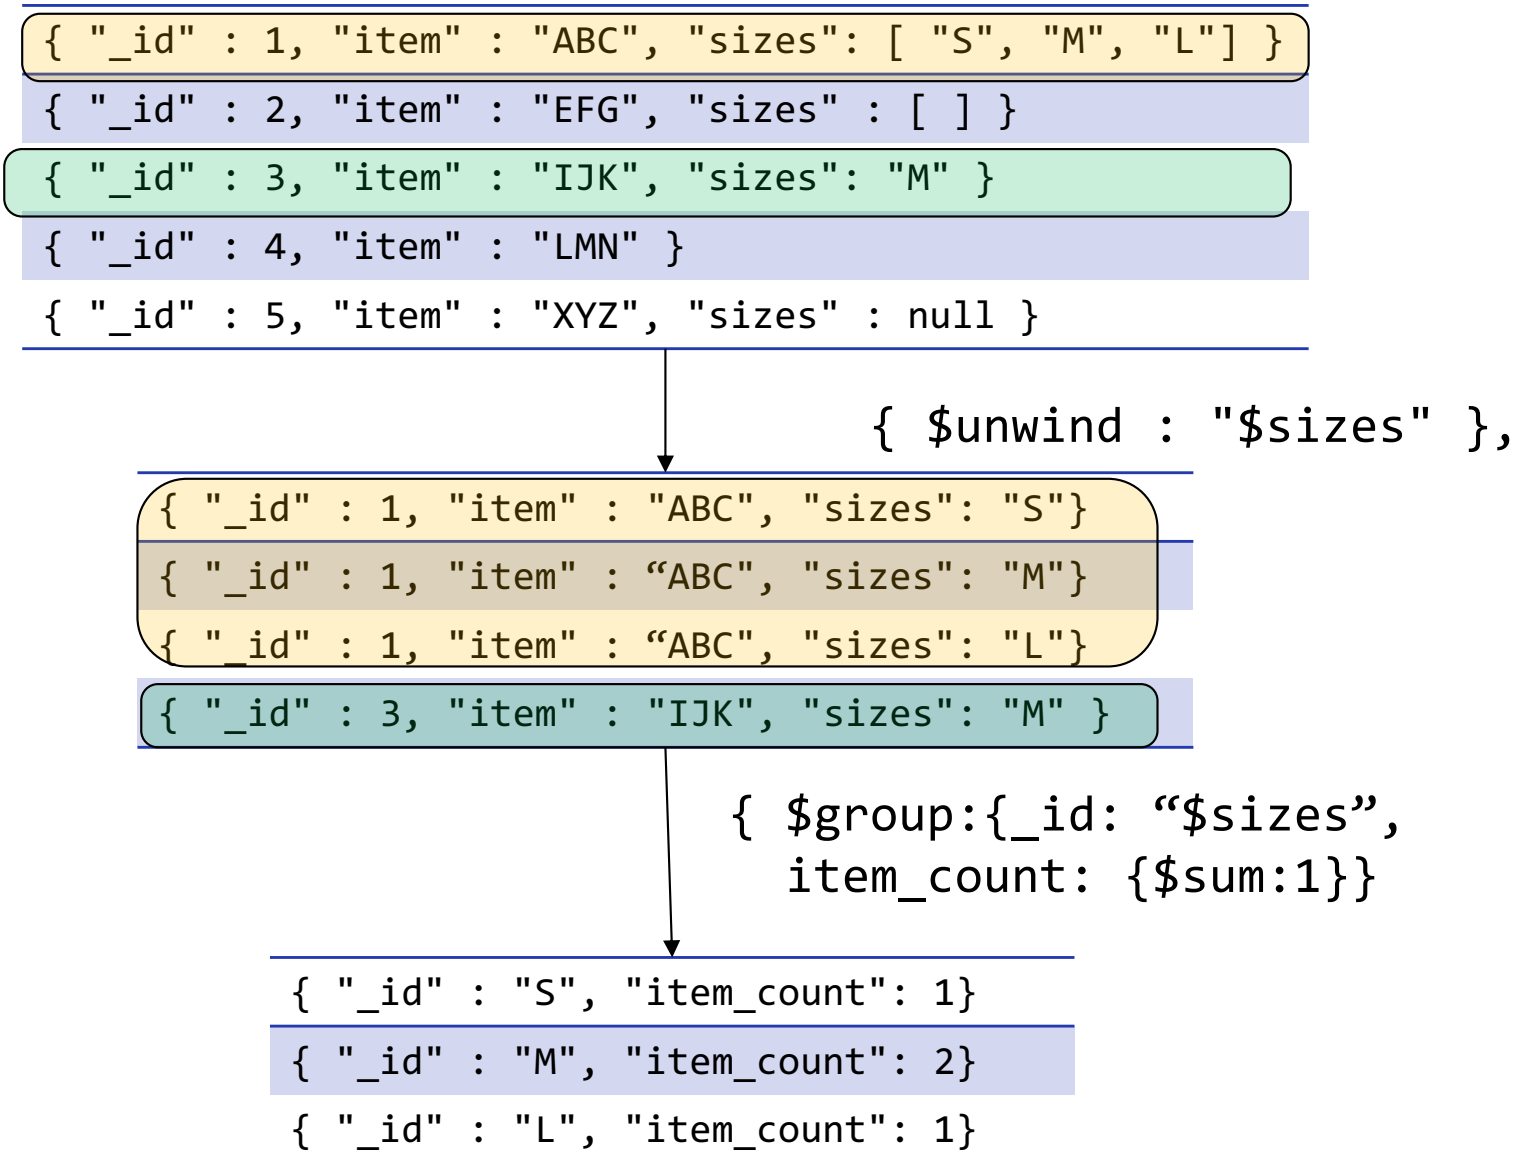 { "_id" : 1, "item" : "ABC", "sizes": [ "S", "M", "L"] }
{ "_id" : 2, "item" : "EFG", "sizes" : [ ] }
{ "_id" : 3, "item" : "IJK", "sizes": "M" }
{ "_id" : 4, "item" : "LMN" }
{ "_id" : 5, "item" : "XYZ", "sizes" : null }
{ $unwind : "$sizes" },
{ "_id" : 1, "item" : "ABC", "sizes": "S"}
{ "_id" : 1, "item" : “ABC", "sizes": "M"}
{ "_id" : 1, "item" : “ABC", "sizes": "L"}
{ "_id" : 3, "item" : "IJK", "sizes": "M" }
{ $group:{_id: “$sizes”,
item_count: {$sum:1}}
{ "_id" : "S", "item_count": 1}
{ "_id" : "M", "item_count": 2}
{ "_id" : "L", "item_count": 1}